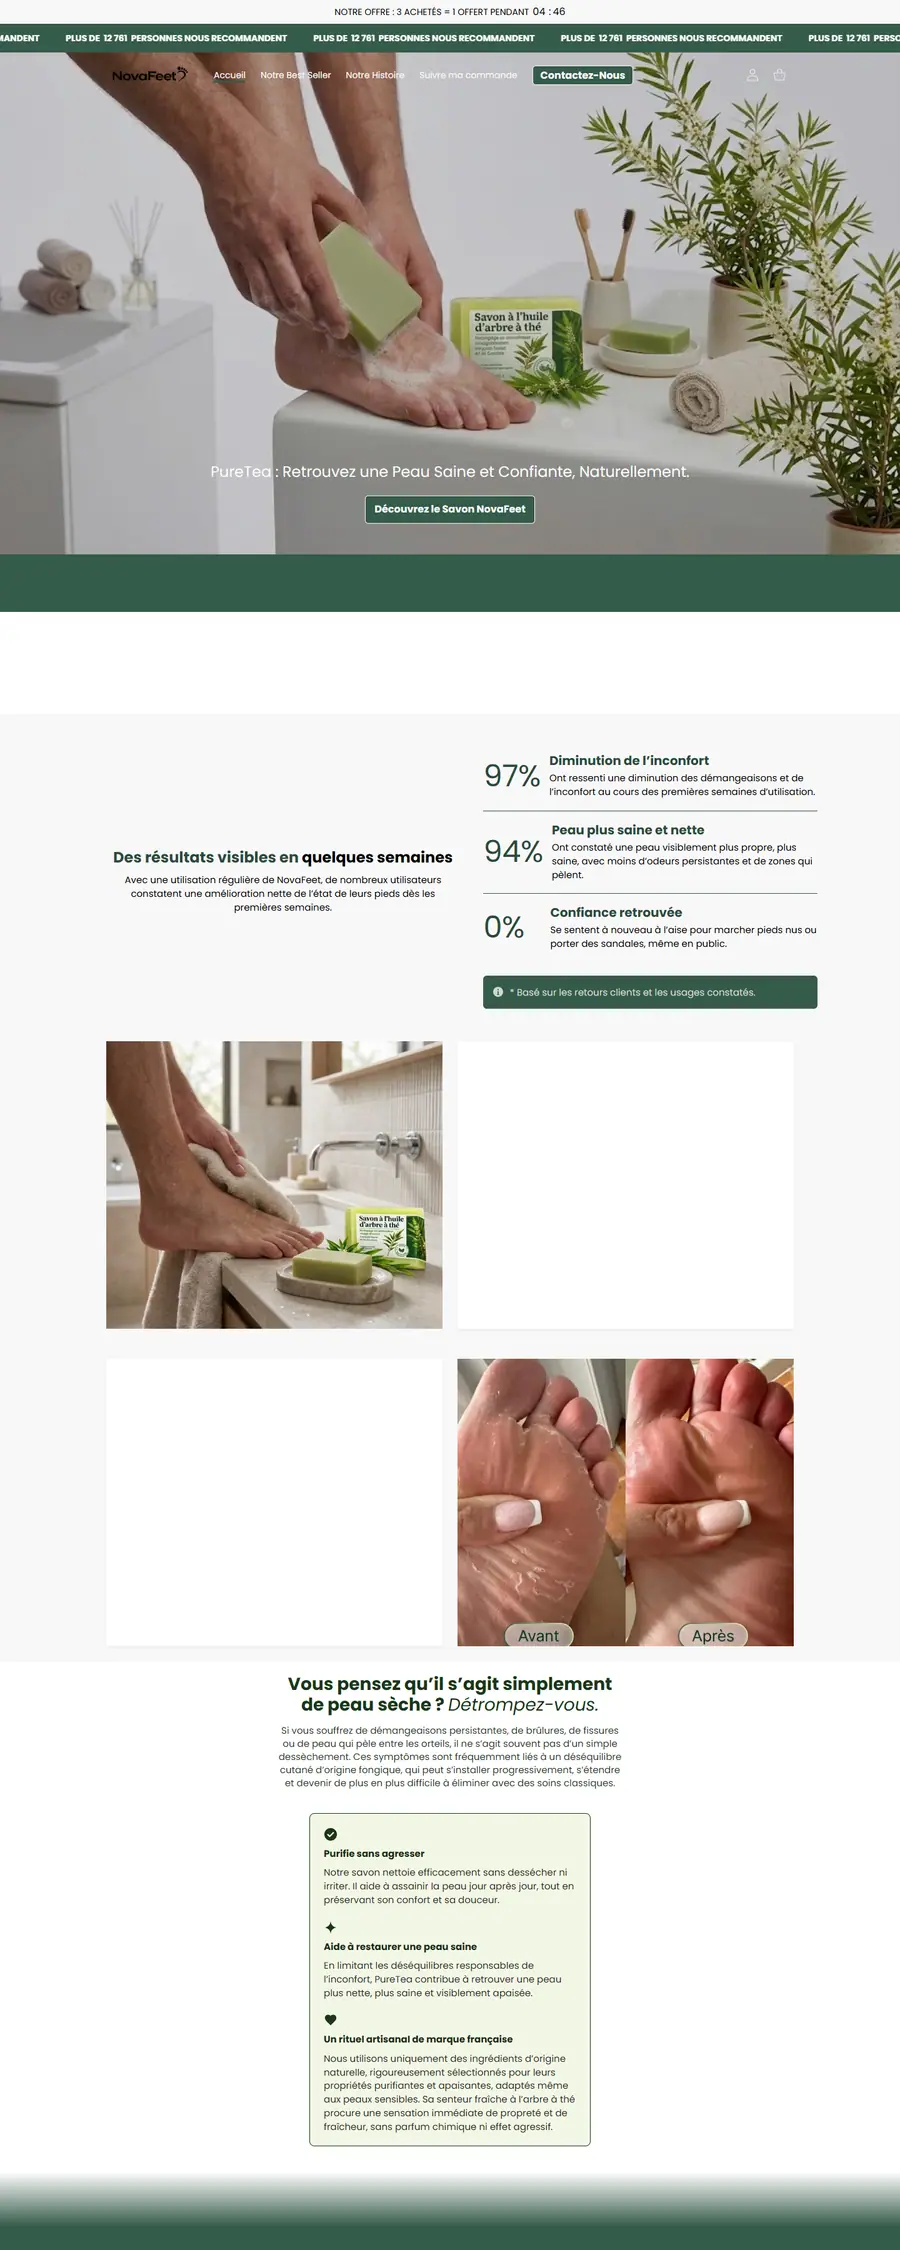 NOTRE OFFRE : 3 ACHETÉS = 1 OFFERT PENDANT 04 : 46
MANDENT PLUS DE 12 761 PERSONNES NOUS RECOMMANDENT PLUS DE 12 761 PERSONNES NOUS RECOMMANDENT PLUS DE 12 761 PERSONNES NOUS RECOMMANDENT PLUS DE 12 761 PERSO
NovaFeet Accueil Notre Best Seller Notre Histoire Suivre ma commande Contactez-Nous
Savon à l'huile
d'arbre à thé
PureTea : Retrouvez une Peau Saine et Confiante, Naturellement.
Découvrez le Savon NovaFeet
Des résultats visibles en quelques semaines
Avec une utilisation régulière de NovaFeet, de nombreux utilisateurs
constatent une amélioration nette de l'état de leurs pieds dès les
premières semaines.
97%
Diminution de l'inconfort
Ont ressenti une diminution des démangeaisons et de
l'inconfort au cours des premières semaines d'utilisation.
94%
Peau plus saine et nette
Ont constaté une peau visiblement plus propre, plus
saine, avec moins d'odeurs persistantes et de zones qui
pèlent.
0%
Confiance retrouvée
Se sentent à nouveau à l'aise pour marcher pieds nus ou
porter des sandales, même en public.
* Basé sur les retours clients et les usages constatés.
Savon à l'huile
d'arbre à thé
Avant
Après
Vous pensez qu'il s'agit simplement
de peau sèche ? Détrompez-vous.
Si vous souffrez de démangeaisons persistantes, de brûlures, de fissures
ou de peau qui pèle entre les orteils, il ne s'agit souvent pas d'un simple
dessèchement. Ces symptômes sont fréquemment liés à un déséquilibre
cutané d'origine fongique, qui peut s'installer progressivement, s'étendre
et devenir de plus en plus difficile à éliminer avec des soins classiques.
Purifie sans agresser
Notre savon nettoie efficacement sans dessécher ni
irriter. Il aide à assainir la peau jour après jour, tout en
préservant son confort et sa douceur.
Aide à restaurer une peau saine
En limitant les déséquilibres responsables de
l'inconfort, PureTea contribue à retrouver une peau
plus nette, plus saine et visiblement apaisée.
Un rituel artisanal de marque française
Nous utilisons uniquement des ingrédients d'origine
naturelle, rigoureusement sélectionnés pour leurs
propriétés purifiantes et apaisantes, adaptés même
aux peaux sensibles. Sa senteur fraîche à l'arbre à thé
procure une sensation immédiate de propreté et de
fraîcheur, sans parfum chimique ni effet agressif.